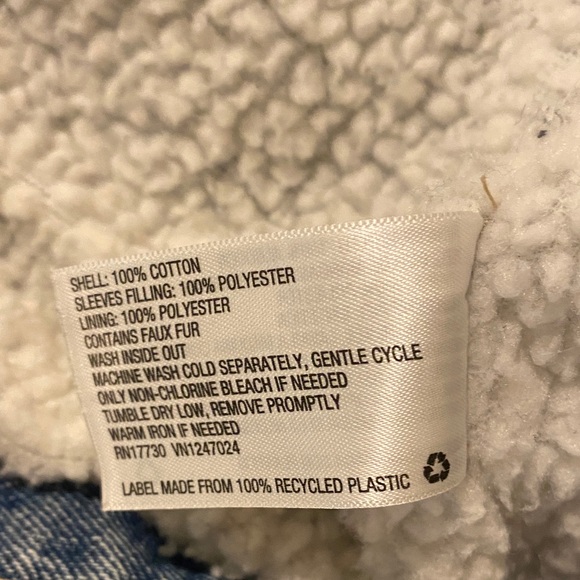 SHELL: 100% COTTON
SLEEVES FILLING: 100% POLYESTER
LINING: 100% POLYESTER
CONTAINS FAUX FUR
WASH INSIDE OUT
MACHINE WASH COLD SEPARATELY, GENTLE CYCLE
ONLY NON-CHLORINE BLEACH IF NEEDED
TUMBLE DRY LOW, REMOVE PROMPTLY
WARM IRON IF NEEDED
RN17730 VN1247024
LABEL MADE FROM 100% RECYCLED PLASTIC